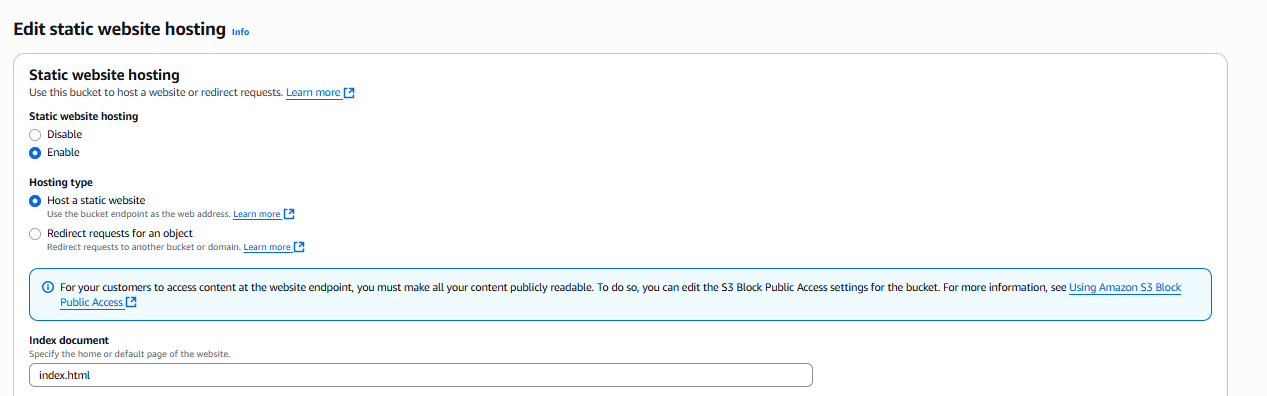 Edit static website hosting Info
Static website hosting
Use this bucket to host a website or redirect requests. Learn more
Static website hosting
Disable
Enable
Hosting type
Host a static website
Use the bucket endpoint as the web address. Learn more
Redirect requests for an object
Redirect requests to another bucket or domain. Learn more
For your customers to access content at the website endpoint, you must make all your content publicly readable. To do so, you can edit the S3 Block Public Access settings for the bucket. For more information, see Using Amazon S3 Block
Public Access
Index document
Specify the home or default page of the website.
index.html